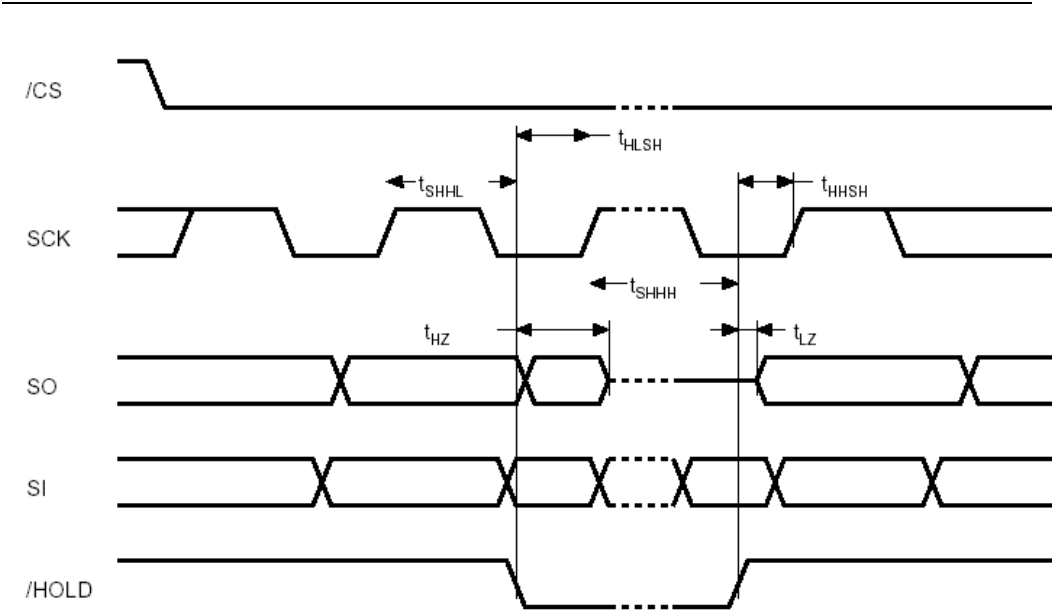 /CS
tHLSH
tSHHL
tHHSH
SCK
tSHHH
tHZ
tLZ
SO
SI
/HOLD